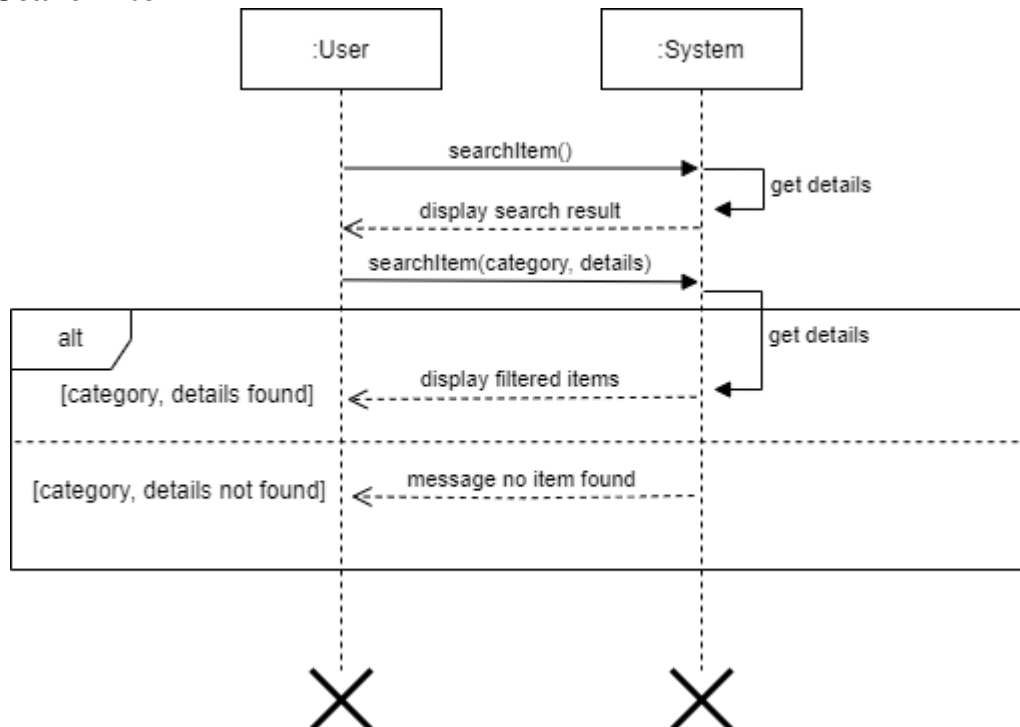 :User
:System
searchItem()
get details
display search result
searchItem(category, details)
alt
get details
display filtered items
[category, details found]
message no item found
[category, details not found]